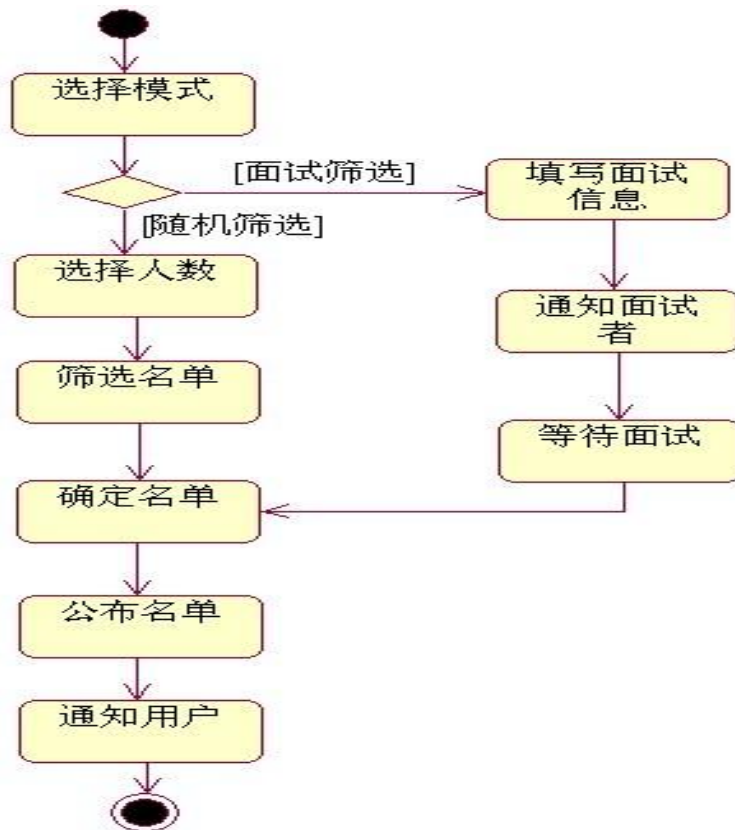 选择模式
[面试筛选]
填写面试
信息
[随机筛选]
选择人数
通知面试
者
筛选名单
等待面试
确定名单
公布名单
通知用户